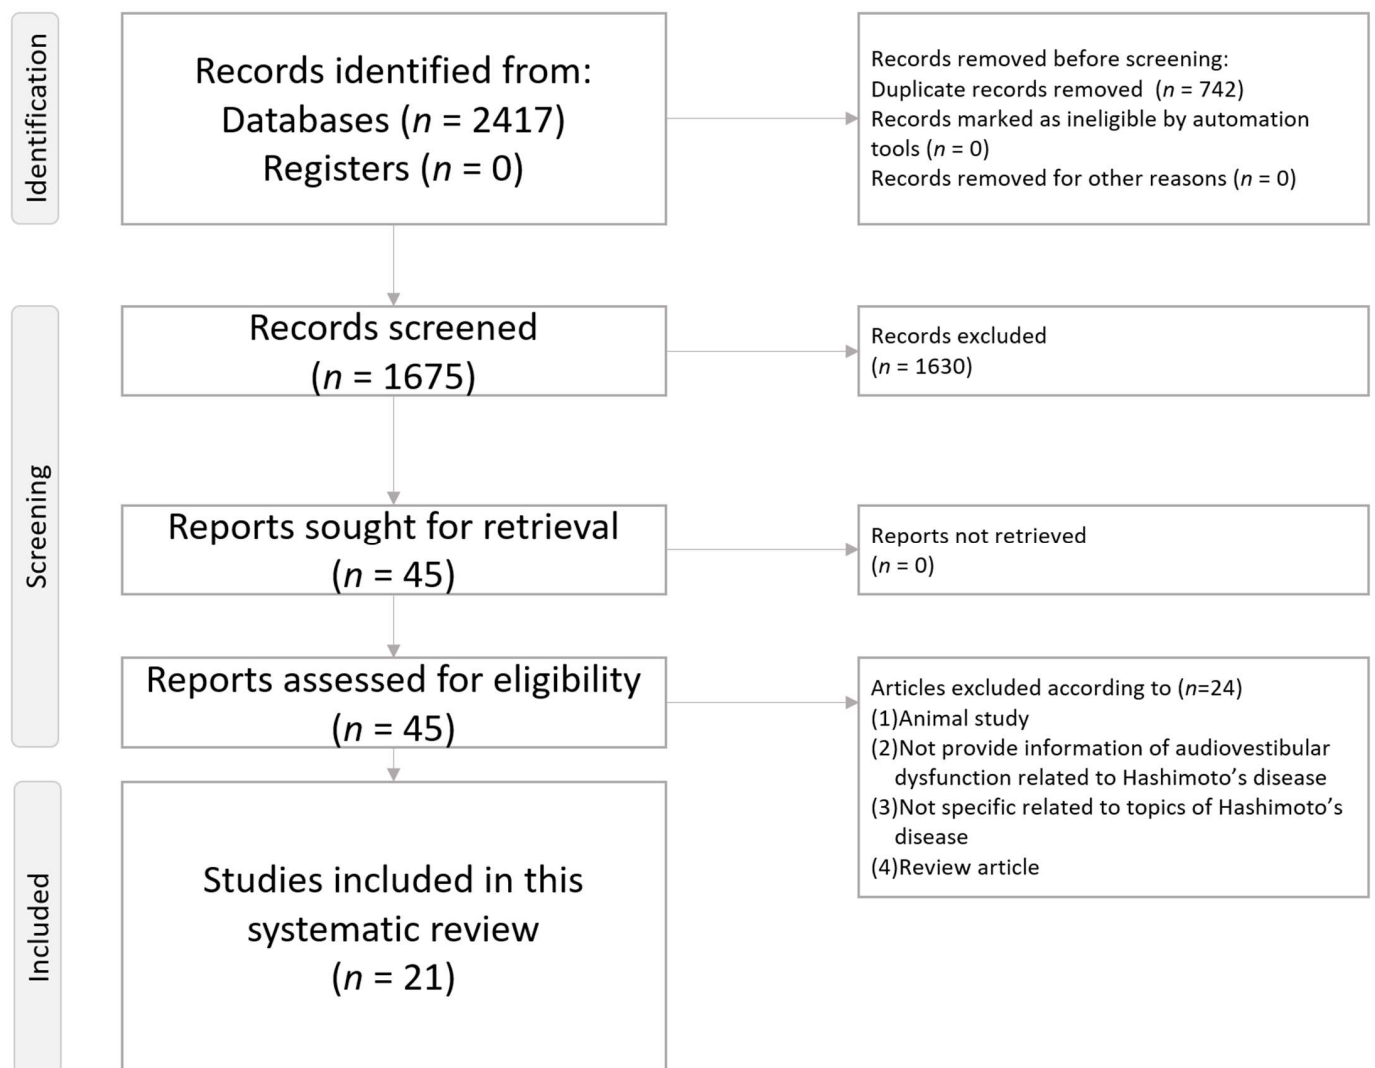 Identification
Records identified from:
Databases (n = 2417)
Registers (n = 0)
Records removed before screening:
Duplicate records removed  (n = 742)
Records marked as ineligible by automation
tools (n = 0)
Records removed for other reasons (n = 0)
Screening
Records screened
(n = 1675)
Records excluded
(n = 1630)
Reports sought for retrieval
(n = 45)
Reports not retrieved
(n = 0)
Reports assessed for eligibility
(n = 45)
Articles excluded according to (n=24)
(1)Animal study
(2)Not provide information of audiovestibular
dysfunction related to Hashimoto’s disease
(3)Not specific related to topics of Hashimoto’s
disease
(4)Review article
Included
Studies included in this
systematic review
(n = 21)